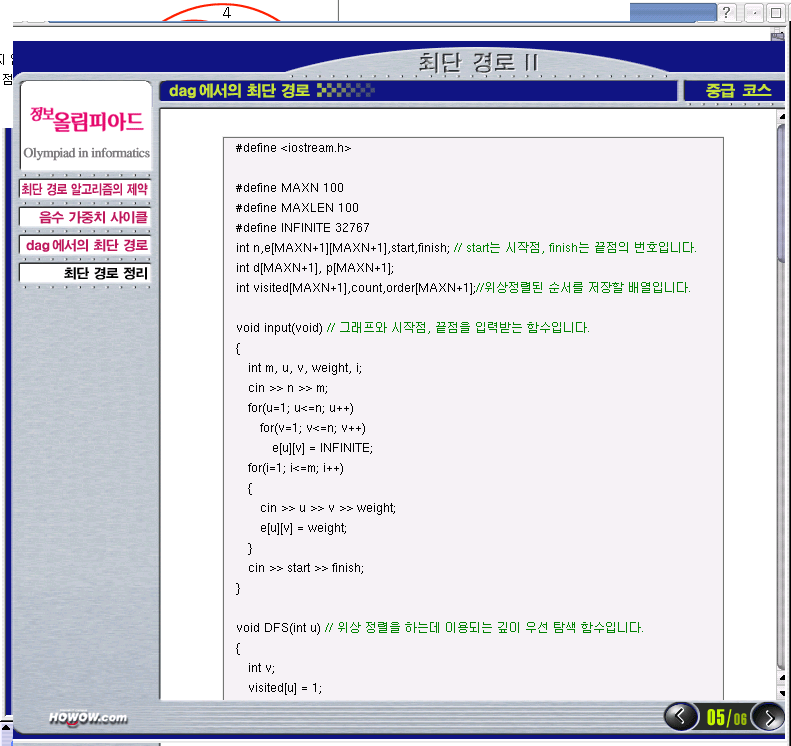 4
?
점
최단 경로 II
dag에서의 최단 경로
중급 코스
정보올림피아드
Olympiad in informatics
최단 경로 알고리즘의 제약
음수 가중치 사이클
dag에서의 최단 경로
최단 경로 정리
#define <iostream.h>
#define MAXN 100
#define MAXLEN 100
#define INFINITE 32767
int n,e[MAXN+1][MAXN+1],start,finish; // start는 시작점, finish는 끝점의 번호입니다.
int d[MAXN+1], p[MAXN+1];
int visited[MAXN+1],count,order[MAXN+1];//위상정렬된 순서를 저장할 배열입니다.
void input(void) // 그래프와 시작점, 끝점을 입력받는 함수입니다.
{
int m, u, v, weight, i;
cin >> n >> m;
for(u=1; u<=n; u++)
for(v=1; v<=n; v++)
e[u][v] = INFINITE;
for(i=1; i<=m; i++)
{
cin >> u >> v >> weight;
e[u][v] = weight;
}
cin >> start >> finish;
}
void DFS(int u) // 위상 정렬을 하는데 이용되는 깊이 우선 탐색 함수입니다.
{
int v;
visited[u] = 1;
HOWOW.com
05/06